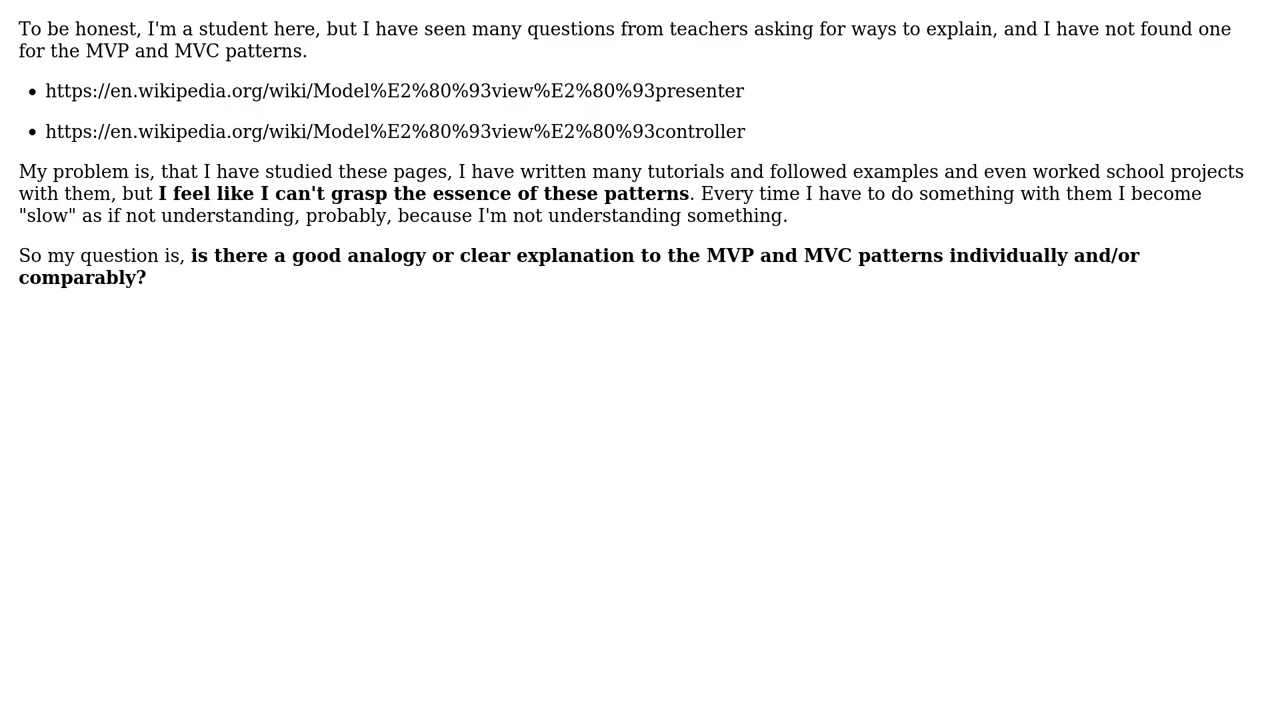 To be honest, I'm a student here, but I have seen many questions from teachers asking for ways to explain, and I have not found one
for the MVP and MVC patterns.
• https://en.wikipedia.org/wiki/Model%E2%80%93view%E2%80%93presenter
• https://en.wikipedia.org/wiki/Model%E2%80%93view%E2%80%93controller
My problem is, that I have studied these pages, I have written many tutorials and followed examples and even worked school projects
with them, but I feel like I can't grasp the essence of these patterns. Every time I have to do something with them I become
"slow" as if not understanding, probably, because I'm not understanding something.
So my question is, is there a good analogy or clear explanation to the MVP and MVC patterns individually and/or
comparably?